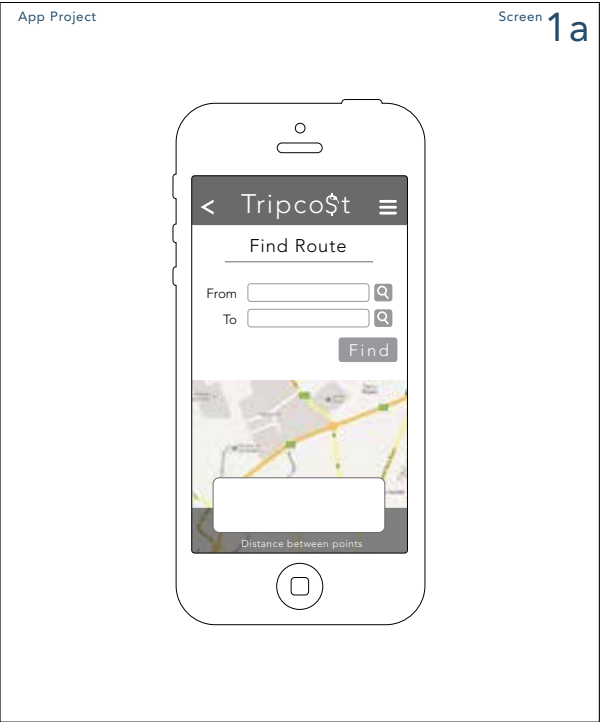 App Project
Screen 1a
< Tripco$t
Find Route
From
To
Find
Distance between points